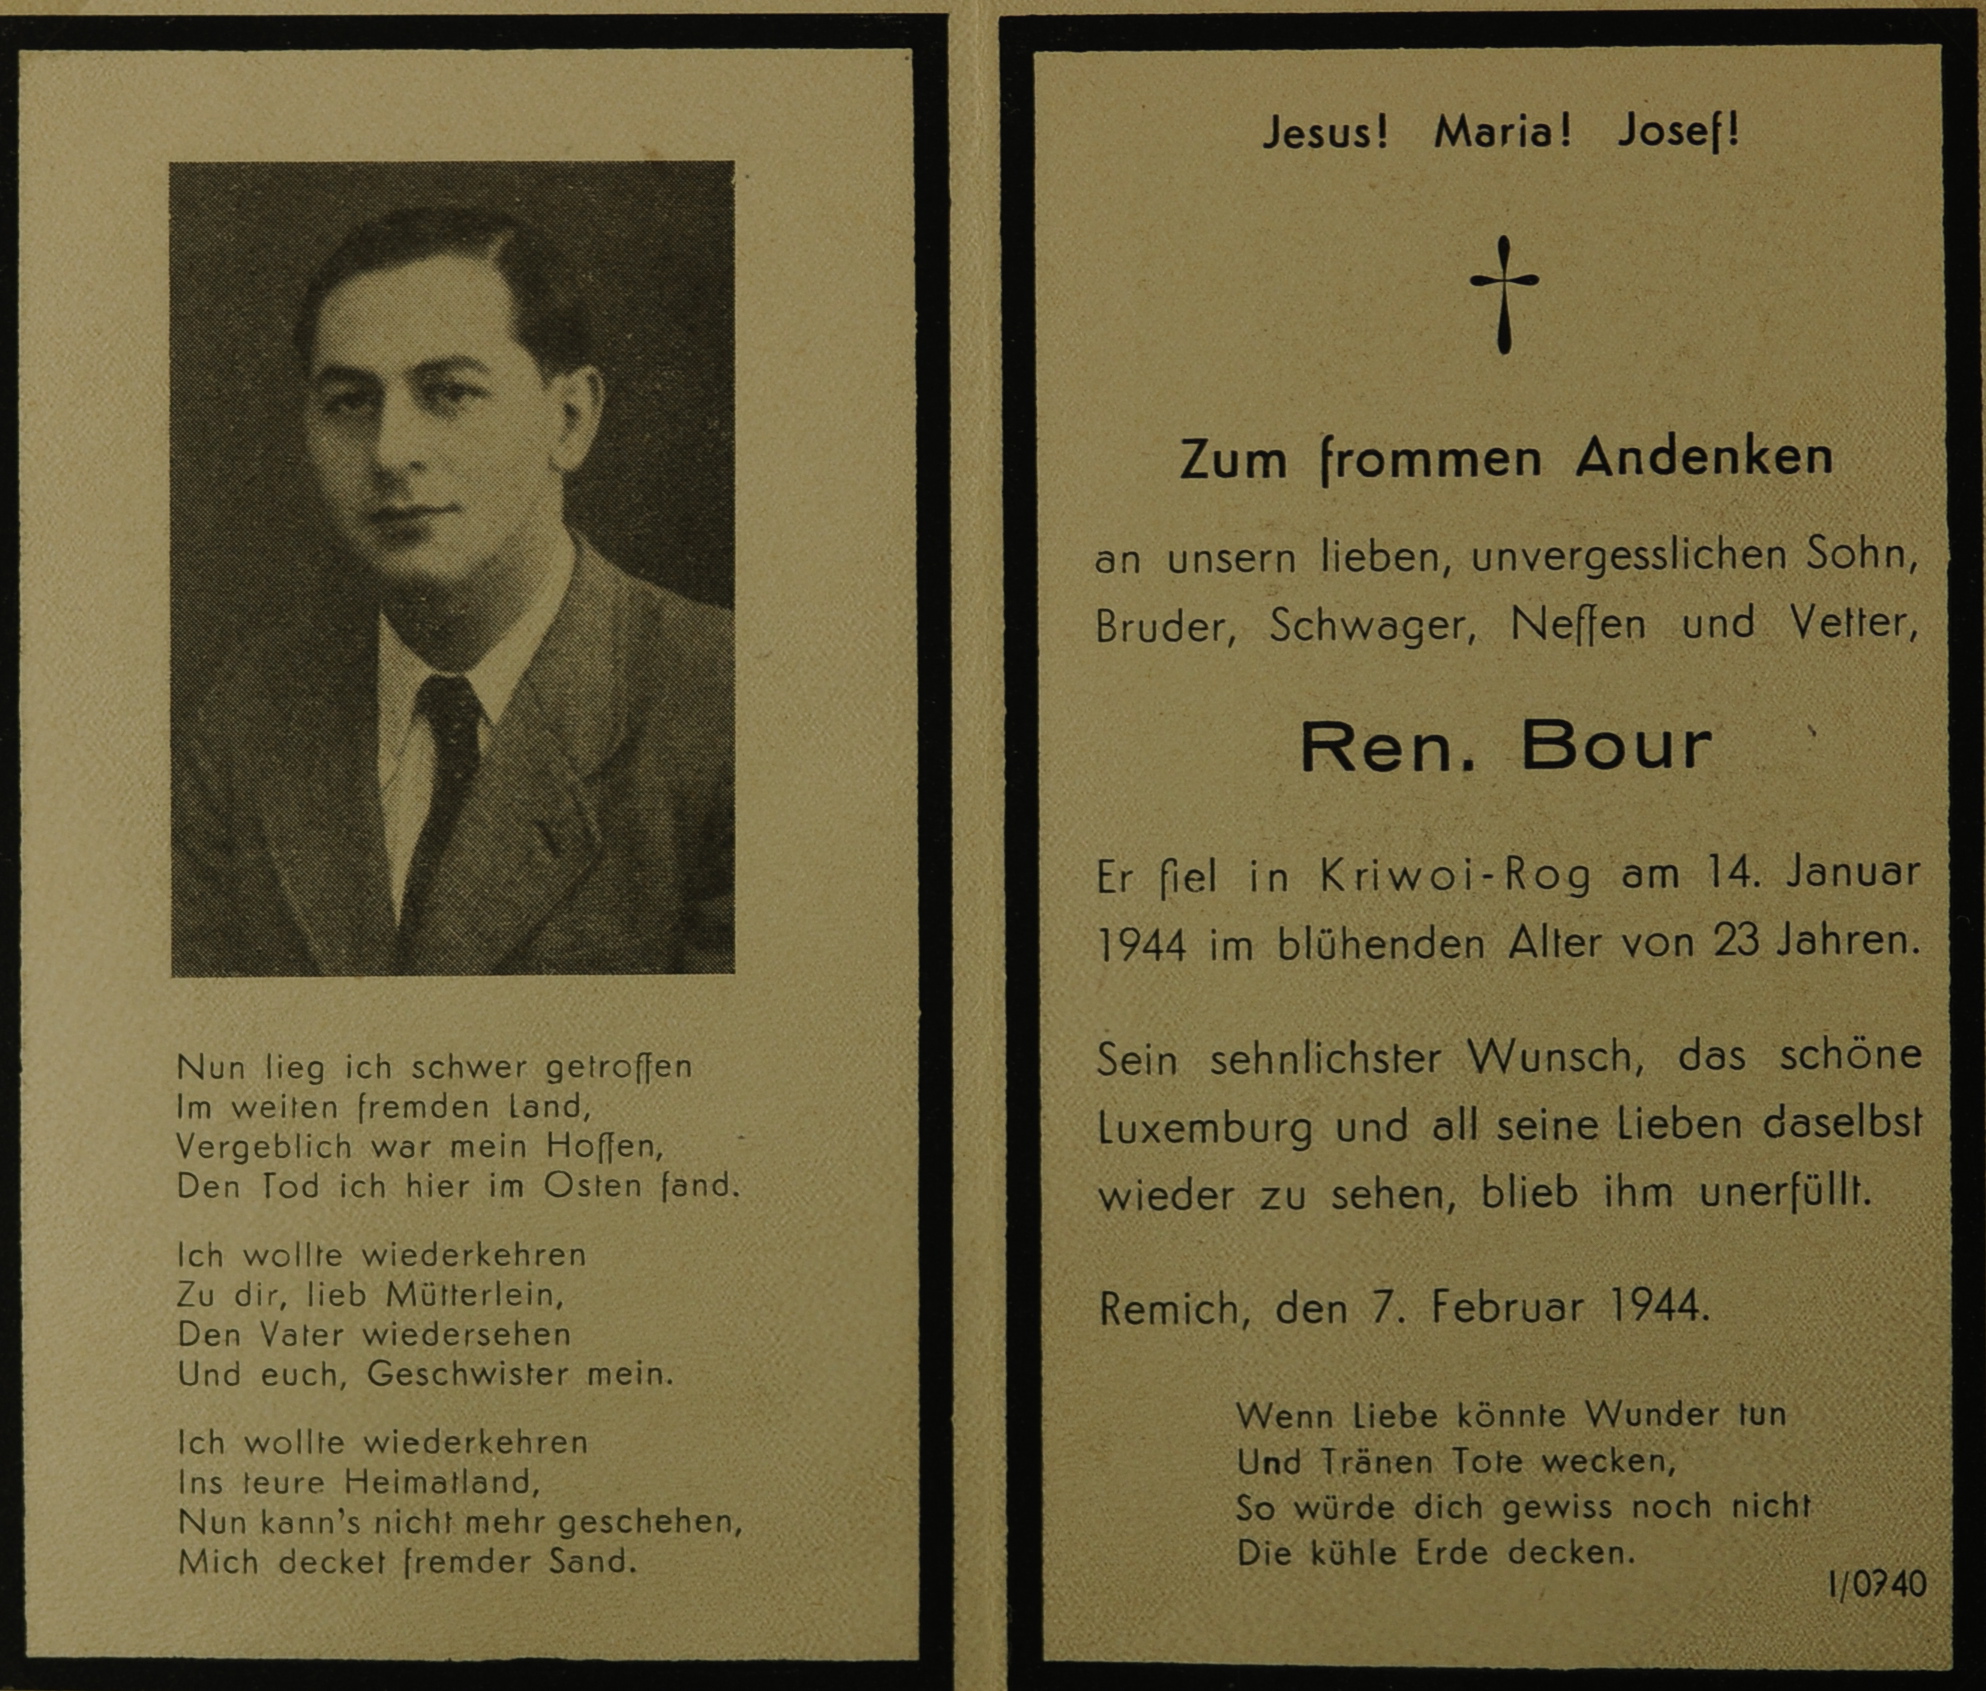 Nun lieg ich schwer getroffen
Im weiten fremden Land,
Vergeblich war mein Hoffen,
Den Tod ich hier im Osten fand.
Ich wollte wiederkehren
Zu dir, lieb Mütterlein,
Den Vater wiedersehen
Und euch, Geschwister mein.
Ich wollte wiederkehren
Ins teure Heimatland,
Nun kann's nicht mehr geschehen,
Mich decket fremder Sand.
Jesus! Maria! Josef!
Zum frommen Andenken
an unsern lieben, unvergesslichen Sohn,
Bruder, Schwager, Neffen und Vetter,
Ren. Bour
Er fiel in Kriwoi-Rog am 14. Januar
1944 im blühenden Alter von 23 Jahren.
Sein sehnlichster Wunsch, das schöne
Luxemburg und all seine Lieben daselbst
wieder zu sehen, blieb ihm unerfüllt.
Remich, den 7. Februar 1944.
Wenn Liebe könnte Wunder tun
Und Tränen Tote wecken,
So würde dich gewiss noch nicht
Die kühle Erde decken.